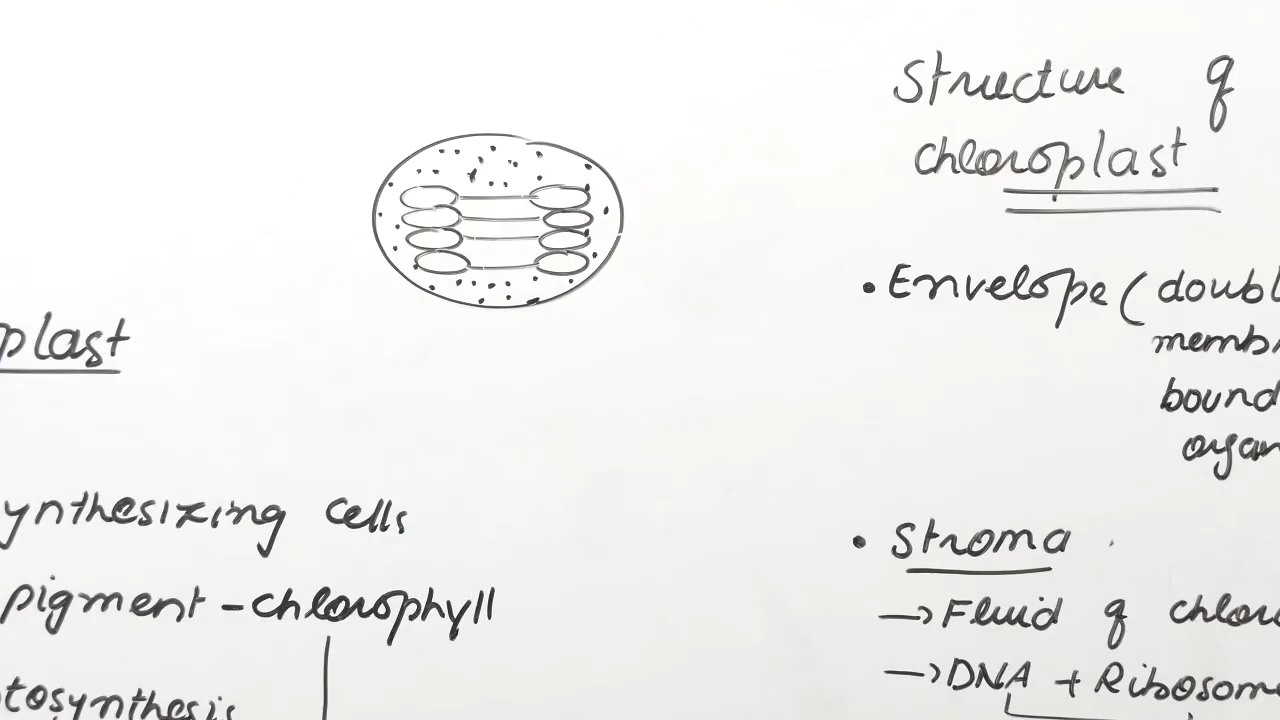 plast
ynthesizing cells
pigment - chlorophyll
tosynthesis
Structure of
chloroplast
• Envelope (doubl
memb
bound
organ
• Stroma
→ Fluid of chloro
→ DNA + Ribosom